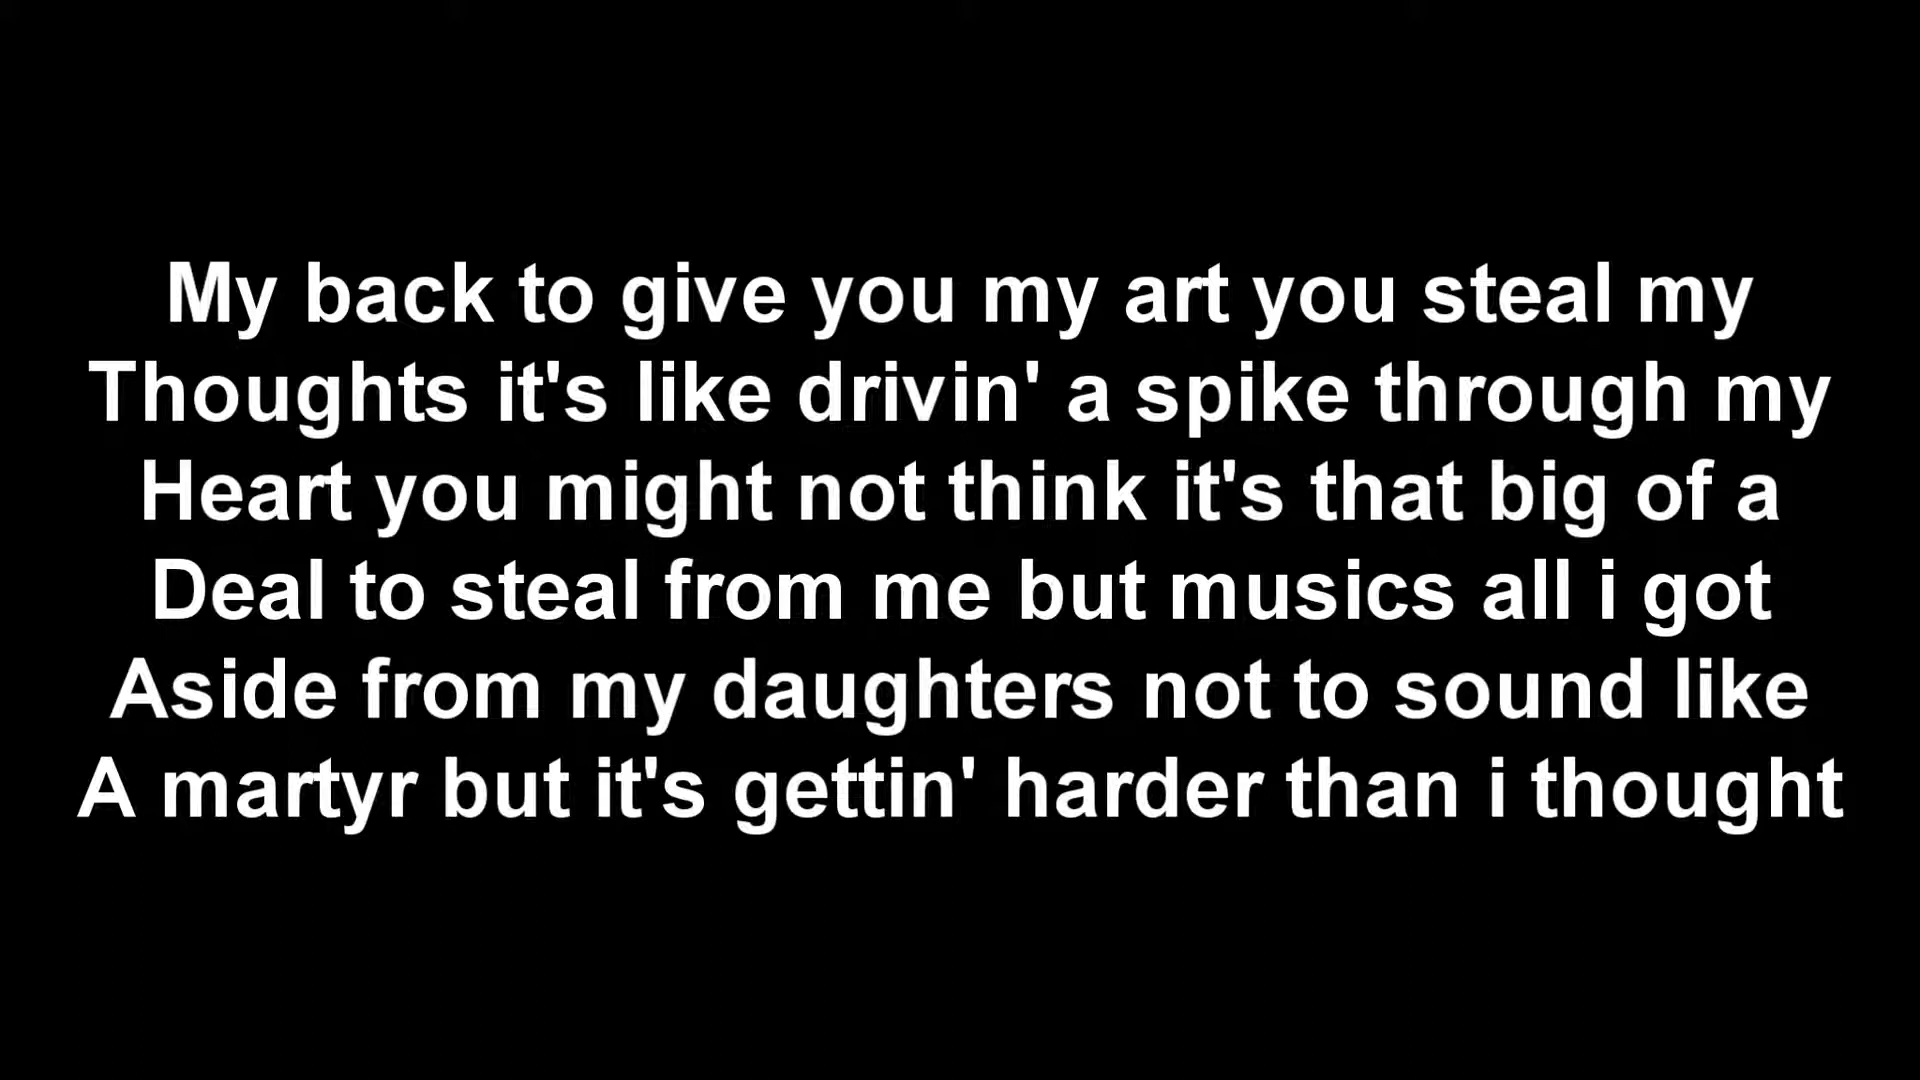 My back to give you my art you steal my
Thoughts it's like drivin' a spike through my
Heart you might not think it's that big of a
Deal to steal from me but musics all i got
Aside from my daughters not to sound like
A martyr but it's gettin' harder than i thought